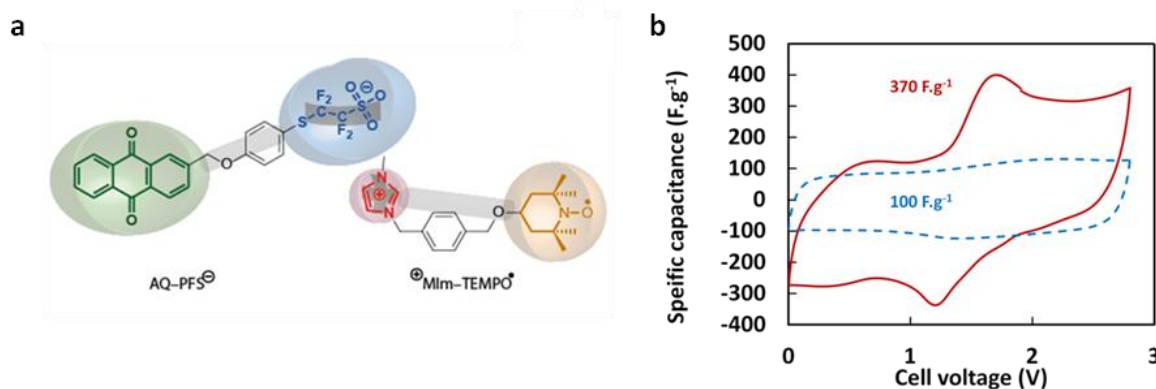 a
b
F₂
C
C
F₂
S
S
O
O
O
⊖
O
O
O
N
⊕
N
O
N–O•
AQ–PFS⊖
⊕MIm–TEMPO•
Speific capacitance (F·g⁻¹)
500
400
300
200
100
0
-100
-200
-300
-400
370 F.g⁻¹
100 F.g⁻¹
0
1
2
3
Cell voltage (V)